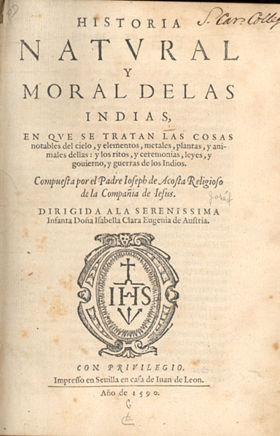 S. Car. Colleg
HISTORIA
NATVRAL
Y
MORAL DELAS
INDIAS,
EN QVE SE TRATAN LAS COSAS
notables del cielo, y elementos, metales, plantas, y ani-
males dellas: y los ritos, y ceremonias, leyes, y
gouierno, y guerras de los Indios.
Compuesta por el Padre Ioseph de Acosta Religioso
de la Compañia de Iesus.
DIRIGIDA ALA SERENISSIMA
Infanta Doña Isabella Clara Eugenia de Austria.
IHS
CON PRIVILEGIO.
Impresso en Seuilla en casa de Iuan de Leon.
Año de 1590.